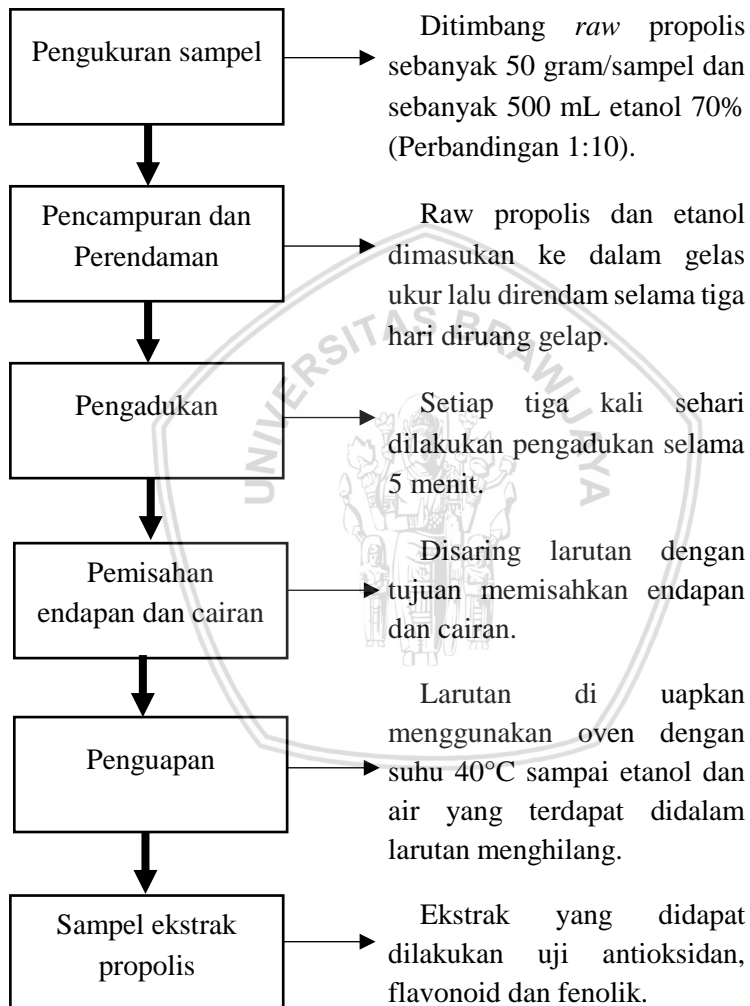 Pengukuran sampel
Ditimbang raw propolis
sebanyak 50 gram/sampel dan
sebanyak 500 mL etanol 70%
(Perbandingan 1:10).
Pencampuran dan
Perendaman
Raw propolis dan etanol
dimasukan ke dalam gelas
ukur lalu direndam selama tiga
hari diruang gelap.
Pengadukan
Setiap tiga kali sehari
dilakukan pengadukan selama
5 menit.
Pemisahan
endapan dan cairan
Disaring larutan dengan
tujuan memisahkan endapan
dan cairan.
Penguapan
Larutan di uapkan
menggunakan oven dengan
suhu 40°C sampai etanol dan
air yang terdapat didalam
larutan menghilang.
Sampel ekstrak
propolis
Ekstrak yang didapat
dilakukan uji antioksidan,
flavonoid dan fenolik.
UNIVERSITAS BRAWIJAYA